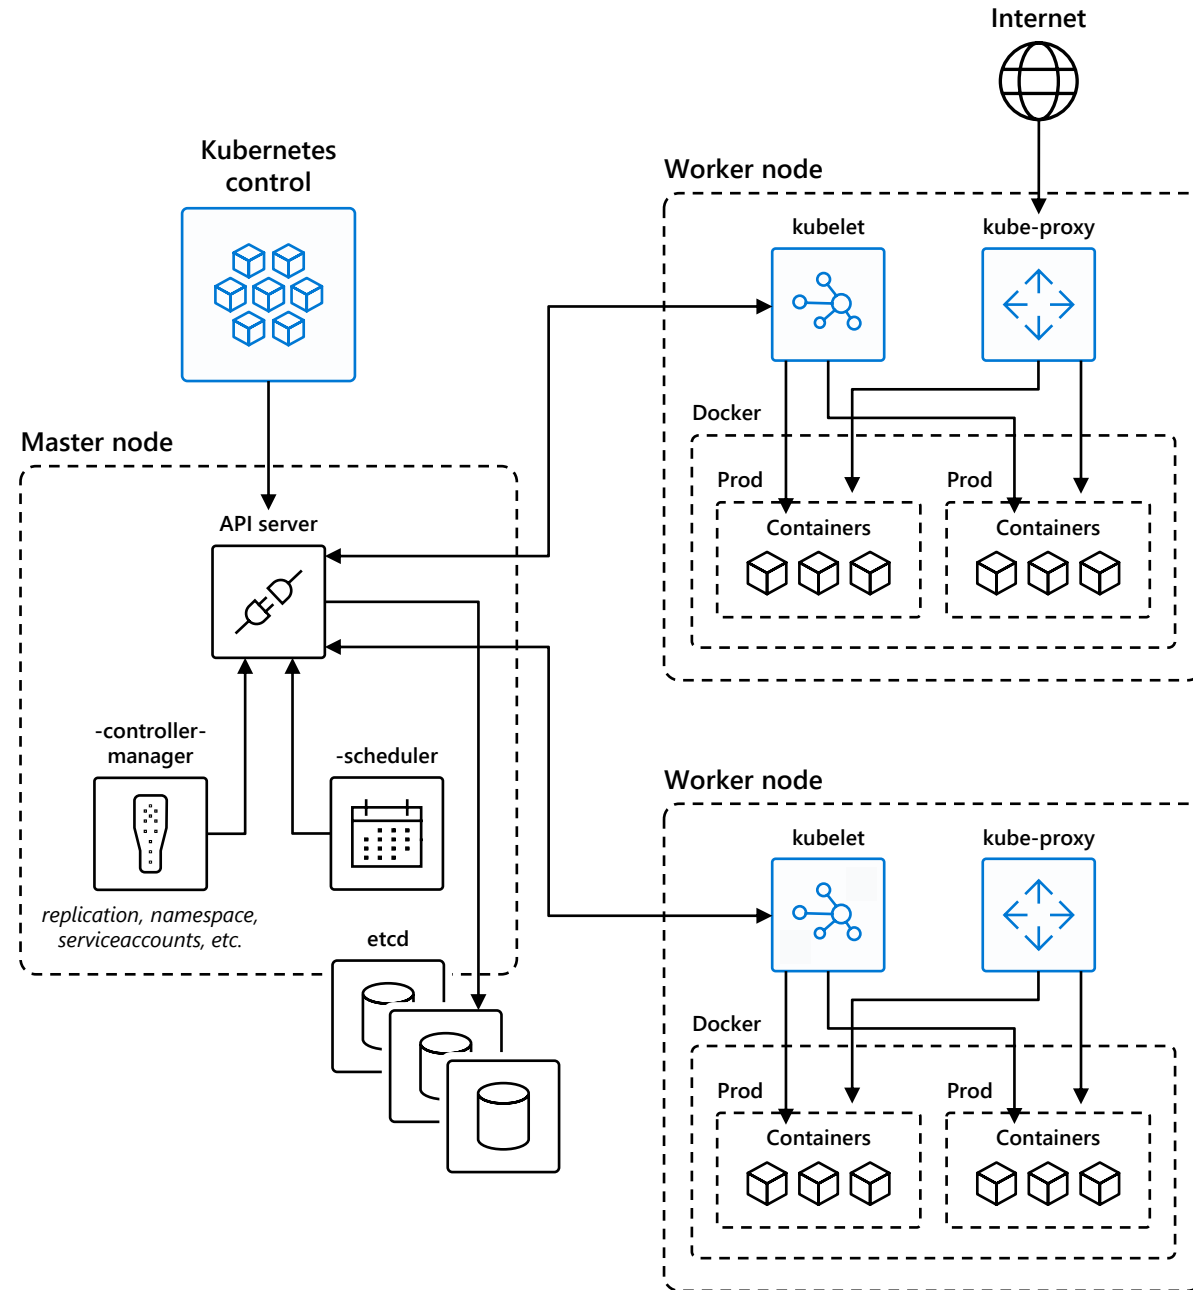 Internet
Kubernetes
control
Worker node
kubelet
kube-proxy
Docker
Master node
Prod
Prod
API server
Containers
Containers
-controller-
manager
-scheduler
Worker node
kubelet
kube-proxy
replication, namespace,
serviceaccounts, etc.
etcd
Docker
Prod
Prod
Containers
Containers